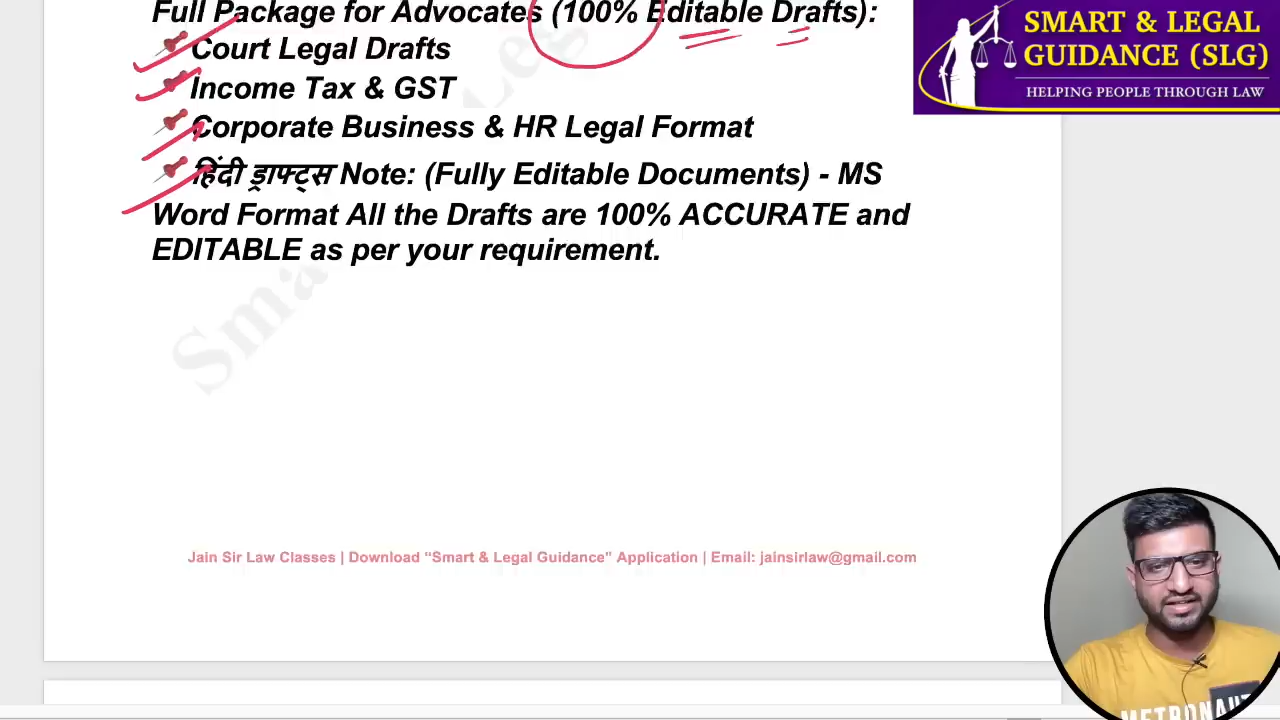 Full Package for Advocates (100% Editable Drafts):
Court Legal Drafts
Income Tax & GST
Corporate Business & HR Legal Format
हिंदी ड्राफ्ट्स Note: (Fully Editable Documents) - MS
Word Format All the Drafts are 100% ACCURATE and
EDITABLE as per your requirement.
SMART & LEGAL
GUIDANCE (SLG)
HELPING PEOPLE THROUGH LAW
Jain Sir Law Classes | Download “Smart & Legal Guidance” Application | Email: jainsirlaw@gmail.com
METRONAUT